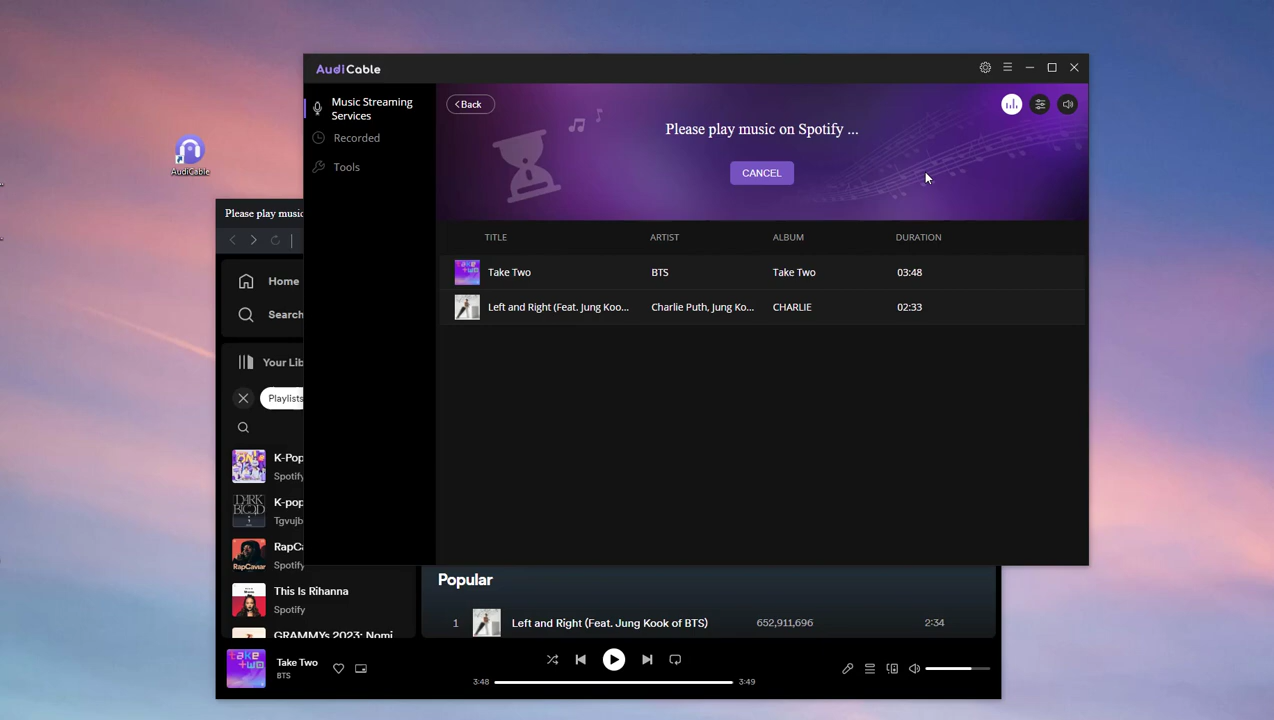 AudiCable
Music Streaming
Services
Recorded
Tools
Back
Please play music on Spotify ...
CANCEL
TITLE ARTIST ALBUM DURATION
Take Two BTS Take Two 03:48
Left and Right (Feat. Jung Koo... Charlie Puth, Jung Ko... CHARLIE 02:33
AudiCable
Please play music
Home
Search
Your Lib
Playlists
K-Pop
Spotify
K-pop
Tgvujb
RapCa
Spotify
This Is Rihanna
Spotify
GRAMMYs 2023: Nomi
Popular
1 Left and Right (Feat. Jung Kook of BTS) 652,911,696 2:34
Take Two
BTS
3:48 3:49